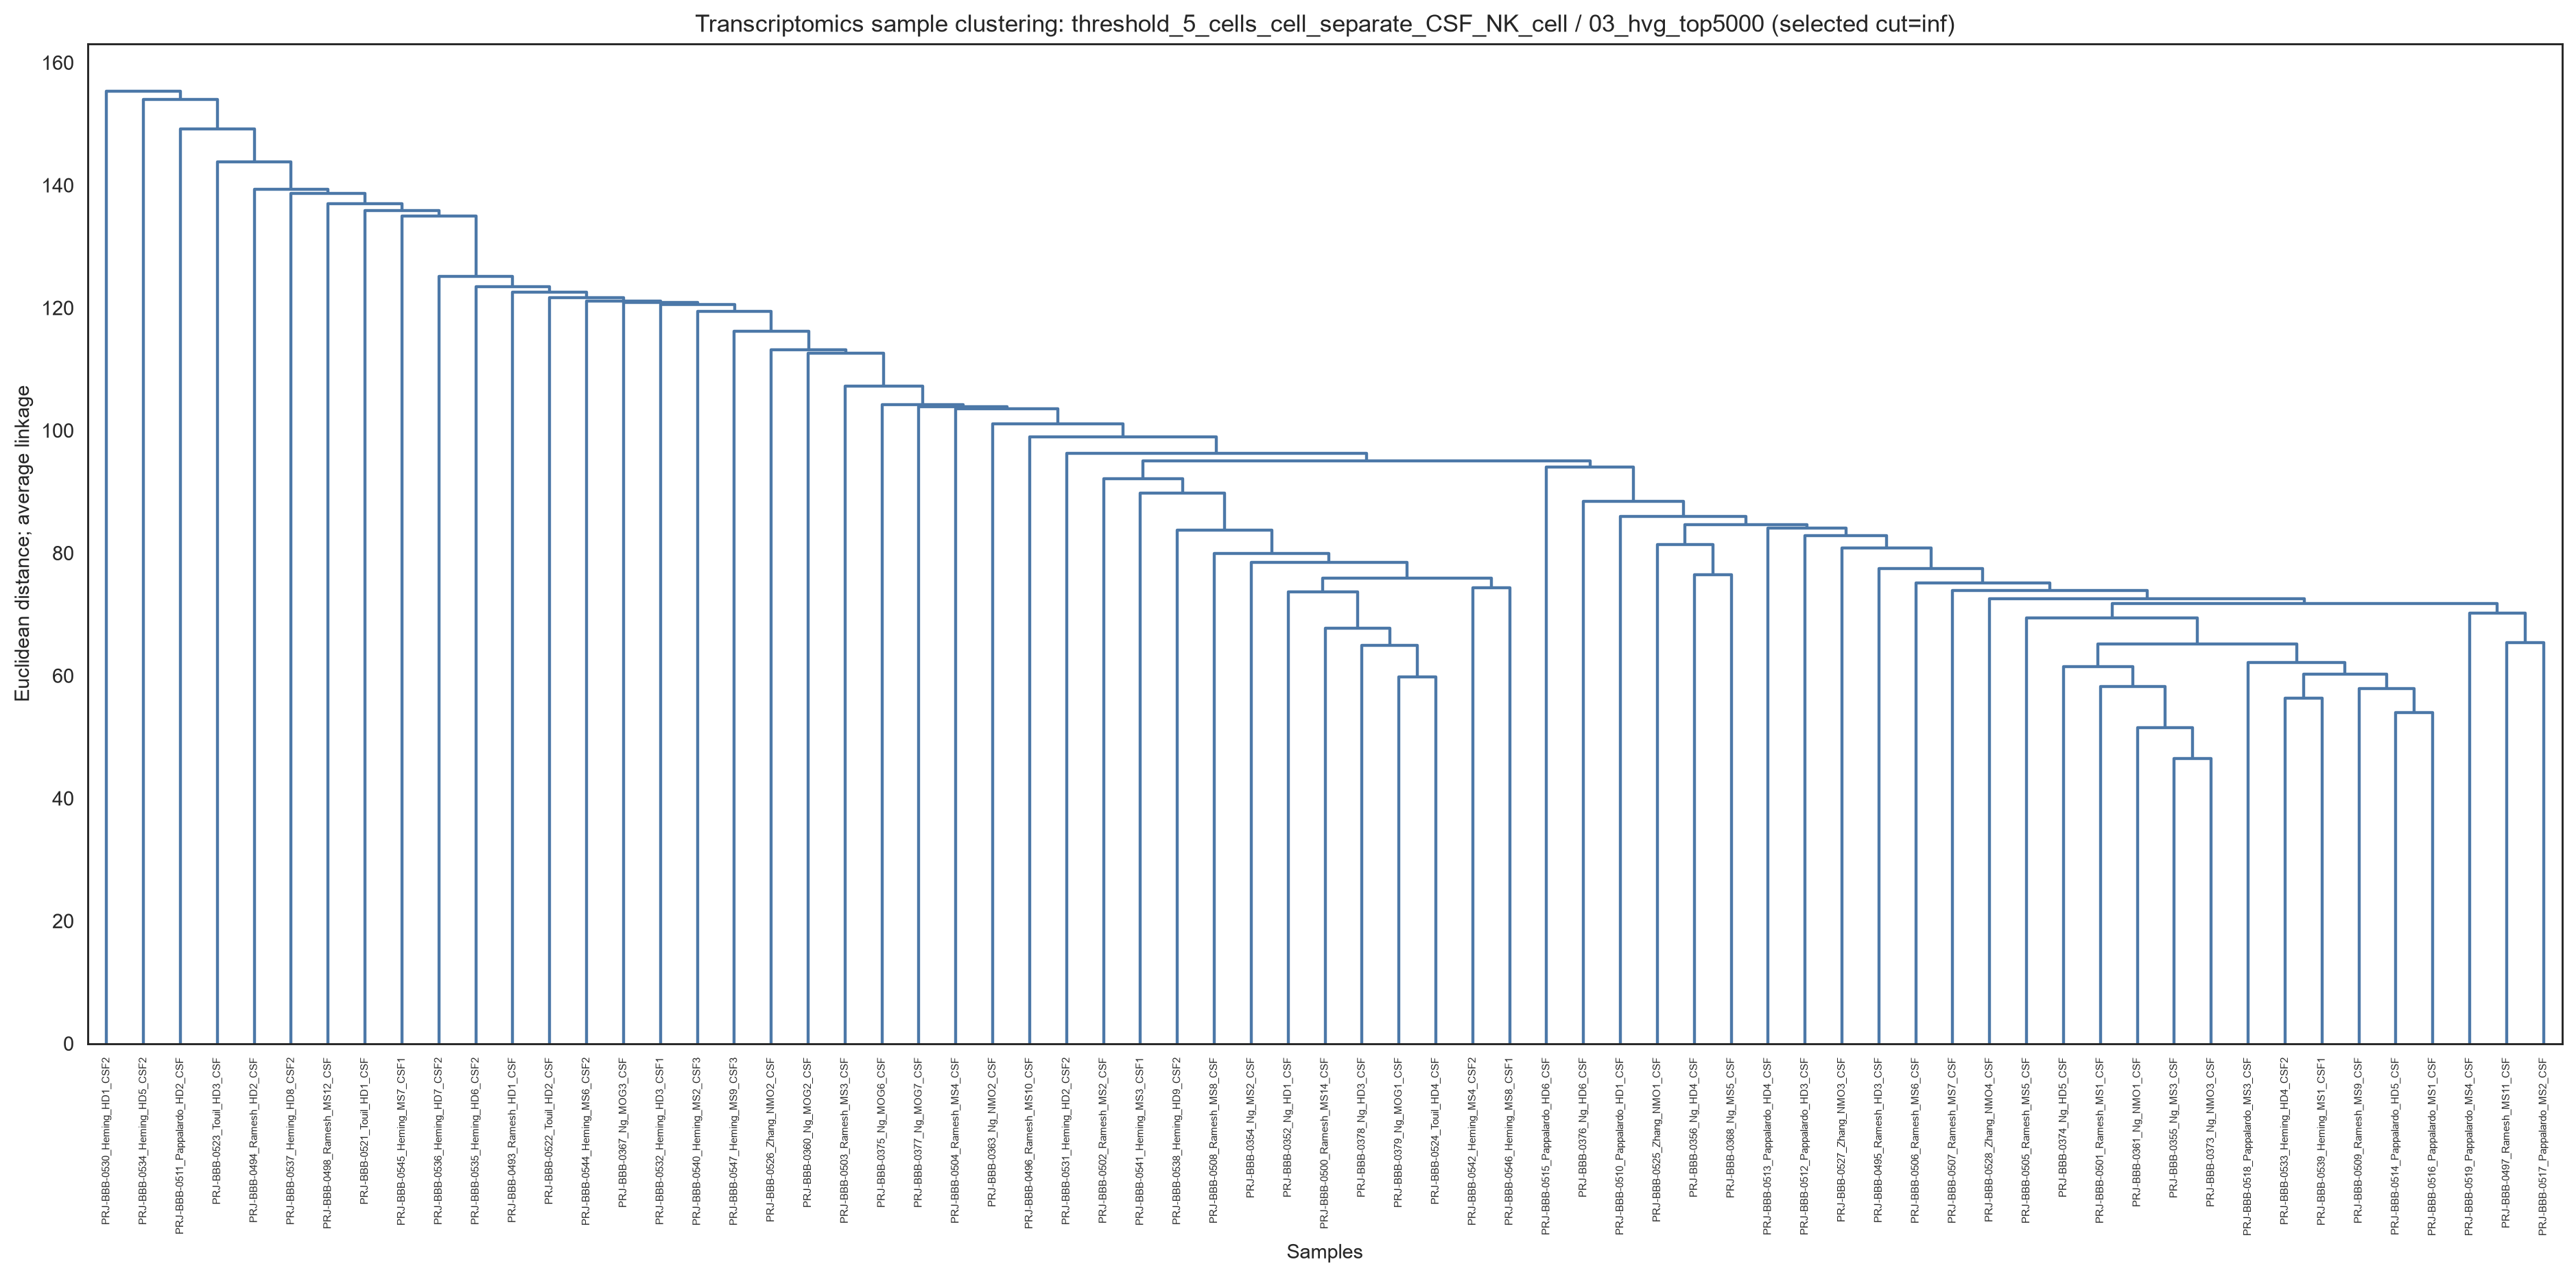 Transcriptomics sample clustering: threshold_5_cells_cell_separate_CSF_NK_cell / 03_hvg_top5000 (selected cut=inf)
Euclidean distance; average linkage
160
140
120
100
80
60
40
20
0
PRJ-BBB-0530_Heming_HD1_CSF2
PRJ-BBB-0534_Heming_HD5_CSF2
PRJ-BBB-0511_Pappalardo_HD2_CSF
PRJ-BBB-0523_Touil_HD3_CSF
PRJ-BBB-0494_Ramesh_HD2_CSF
PRJ-BBB-0537_Heming_HD8_CSF2
PRJ-BBB-0498_Ramesh_MS12_CSF
PRJ-BBB-0521_Touil_HD1_CSF
PRJ-BBB-0545_Heming_MS7_CSF1
PRJ-BBB-0536_Heming_HD7_CSF2
PRJ-BBB-0535_Heming_HD6_CSF2
PRJ-BBB-0493_Ramesh_HD1_CSF
PRJ-BBB-0522_Touil_HD2_CSF
PRJ-BBB-0544_Heming_MS6_CSF2
PRJ-BBB-0367_Ng_MOG3_CSF
PRJ-BBB-0532_Heming_HD3_CSF1
PRJ-BBB-0540_Heming_MS2_CSF3
PRJ-BBB-0547_Heming_MS9_CSF3
PRJ-BBB-0526_Zhang_NMO2_CSF
PRJ-BBB-0360_Ng_MOG2_CSF
PRJ-BBB-0503_Ramesh_MS3_CSF
PRJ-BBB-0375_Ng_MOG6_CSF
PRJ-BBB-0377_Ng_MOG7_CSF
PRJ-BBB-0504_Ramesh_MS4_CSF
PRJ-BBB-0363_Ng_NMO2_CSF
PRJ-BBB-0496_Ramesh_MS10_CSF
PRJ-BBB-0531_Heming_HD2_CSF2
PRJ-BBB-0502_Ramesh_MS2_CSF
PRJ-BBB-0541_Heming_MS3_CSF1
PRJ-BBB-0538_Heming_HD9_CSF2
PRJ-BBB-0508_Ramesh_MS8_CSF
PRJ-BBB-0354_Ng_MS2_CSF
PRJ-BBB-0352_Ng_HD1_CSF
PRJ-BBB-0500_Ramesh_MS14_CSF
PRJ-BBB-0378_Ng_HD3_CSF
PRJ-BBB-0379_Ng_MOG1_CSF
PRJ-BBB-0524_Touil_HD4_CSF
PRJ-BBB-0542_Heming_MS4_CSF2
PRJ-BBB-0546_Heming_MS8_CSF1
PRJ-BBB-0515_Pappalardo_HD6_CSF
PRJ-BBB-0376_Ng_HD6_CSF
PRJ-BBB-0510_Pappalardo_HD1_CSF
PRJ-BBB-0525_Zhang_NMO1_CSF
PRJ-BBB-0356_Ng_HD4_CSF
PRJ-BBB-0368_Ng_MS5_CSF
PRJ-BBB-0513_Pappalardo_HD4_CSF
PRJ-BBB-0512_Pappalardo_HD3_CSF
PRJ-BBB-0527_Zhang_NMO3_CSF
PRJ-BBB-0495_Ramesh_HD3_CSF
PRJ-BBB-0506_Ramesh_MS6_CSF
PRJ-BBB-0507_Ramesh_MS7_CSF
PRJ-BBB-0528_Zhang_NMO4_CSF
PRJ-BBB-0505_Ramesh_MS5_CSF
PRJ-BBB-0374_Ng_HD5_CSF
PRJ-BBB-0501_Ramesh_MS1_CSF
PRJ-BBB-0361_Ng_NMO1_CSF
PRJ-BBB-0355_Ng_MS3_CSF
PRJ-BBB-0373_Ng_NMO3_CSF
PRJ-BBB-0518_Pappalardo_MS3_CSF
PRJ-BBB-0533_Heming_HD4_CSF2
PRJ-BBB-0539_Heming_MS1_CSF1
PRJ-BBB-0509_Ramesh_MS9_CSF
PRJ-BBB-0514_Pappalardo_HD5_CSF
PRJ-BBB-0516_Pappalardo_MS1_CSF
PRJ-BBB-0519_Pappalardo_MS4_CSF
PRJ-BBB-0497_Ramesh_MS11_CSF
PRJ-BBB-0517_Pappalardo_MS2_CSF
Samples